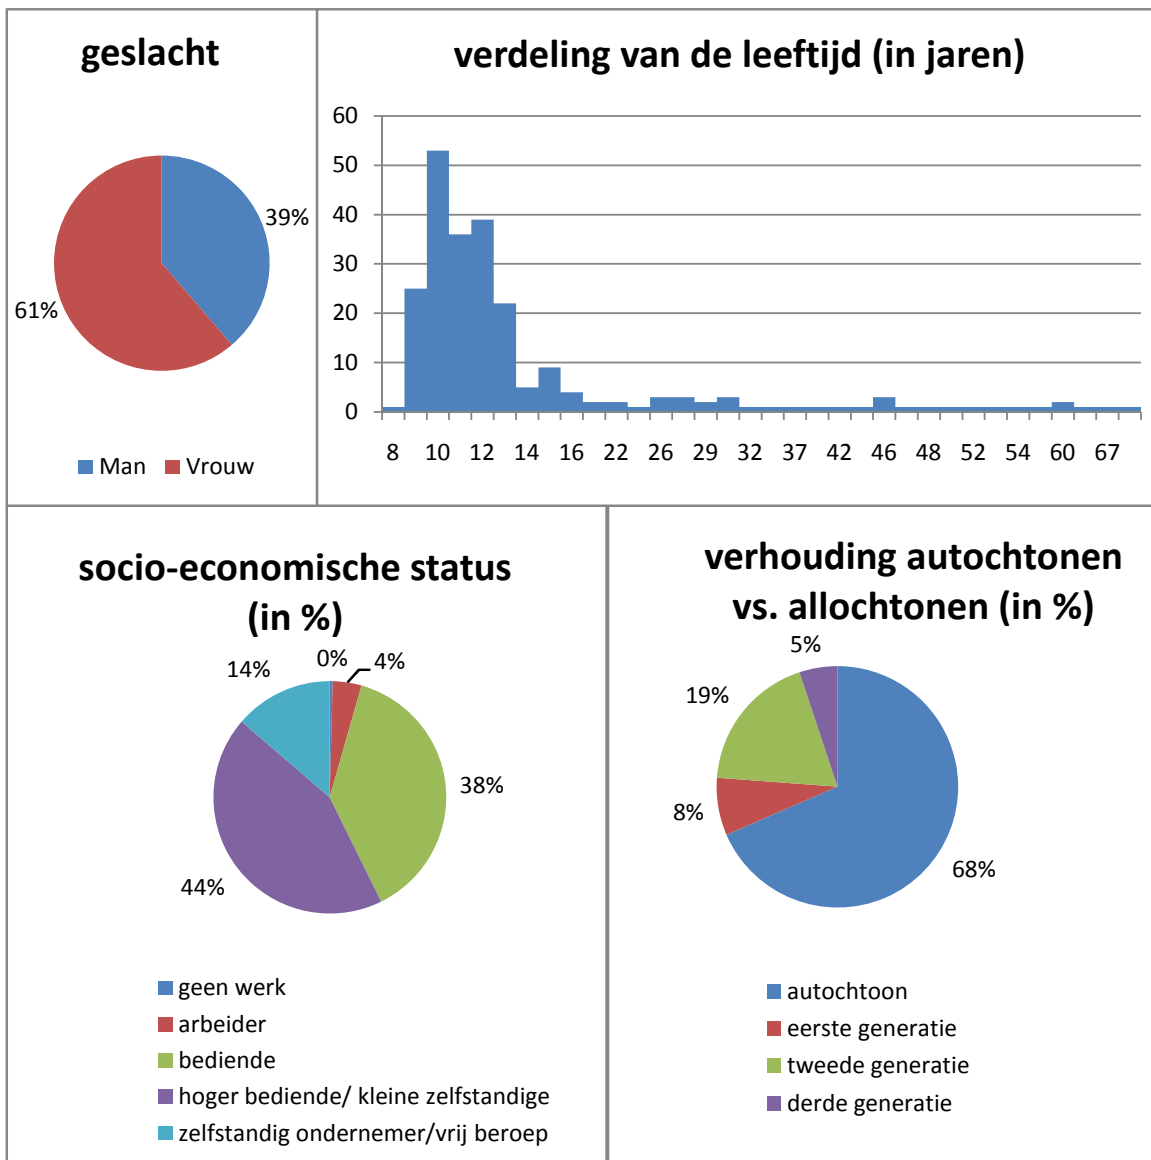 geslacht
39%
61%
Man Vrouw
verdeling van de leeftijd (in jaren)
60
50
40
30
20
10
0
8 10 12 14 16 22 26 29 32 37 42 46 48 52 54 60 67
socio-economische status
(in %)
0%
4%
14%
38%
44%
geen werk
arbeider
bediende
hoger bediende/ kleine zelfstandige
zelfstandig ondernemer/vrij beroep
verhouding autochtonen
vs. allochtonen (in %)
5%
19%
8%
68%
autochtoon
eerste generatie
tweede generatie
derde generatie